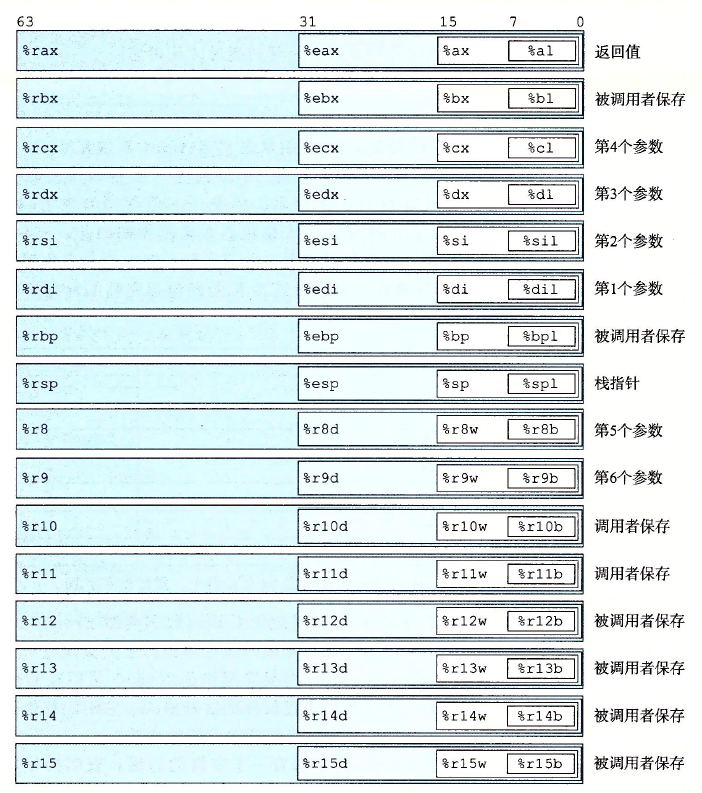 63 31 15 7 0
%rax %eax %ax %al 返回值
%rbx %ebx %bx %bl 被调用者保存
%rcx %ecx %cx %cl 第4个参数
%rdx %edx %dx %dl 第3个参数
%rsi %esi %si %sil 第2个参数
%rdi %edi %di %dil 第1个参数
%rbp %ebp %bp %bpl 被调用者保存
%rsp %esp %sp %spl 栈指针
%r8 %r8d %r8w %r8b 第5个参数
%r9 %r9d %r9w %r9b 第6个参数
%r10 %r10d %r10w %r10b 调用者保存
%r11 %r11d %r11w %r11b 调用者保存
%r12 %r12d %r12w %r12b 被调用者保存
%r13 %r13d %r13w %r13b 被调用者保存
%r14 %r14d %r14w %r14b 被调用者保存
%r15 %r15d %r15w %r15b 被调用者保存